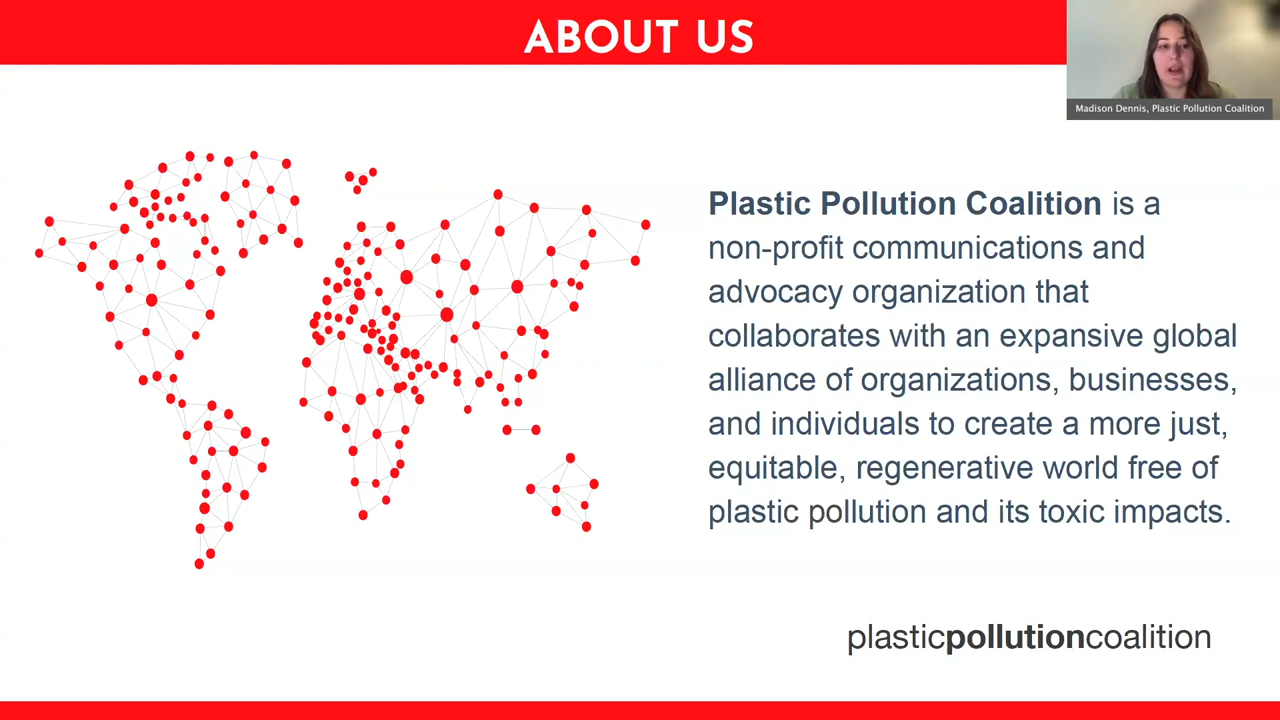 ABOUT US
Madison Dennis, Plastic Pollution Coalition
Plastic Pollution Coalition is a
non-profit communications and
advocacy organization that
collaborates with an expansive global
alliance of organizations, businesses,
and individuals to create a more just,
equitable, regenerative world free of
plastic pollution and its toxic impacts.
plasticpollutioncoalition